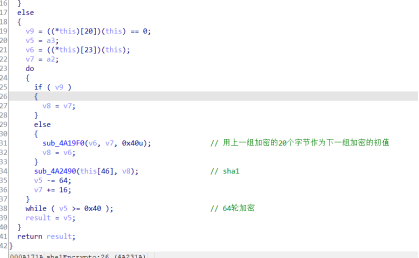 16 }
17 else
18 {
19 v9 = ((*this)[20])(this) == 0;
20 v5 = a3;
21 v6 = ((*this)[23])(this);
22 v7 = a2;
23 do
24 {
25 if ( v9 )
26 {
27 v8 = v7;
28 }
29 else
30 {
31 sub_4A19F0(v6, v7, 0x40u); // 用上一组加密的20个字节作为下一组加密的初值
32 v8 = v6;
33 }
34 sub_4A2490(this[46], v8); // sha1
35 v5 -= 64;
36 v7 += 16;
37 }
38 while ( v5 >= 0x40 ); // 64轮加密
39 result = v5;
40 }
41 return result;
42 }